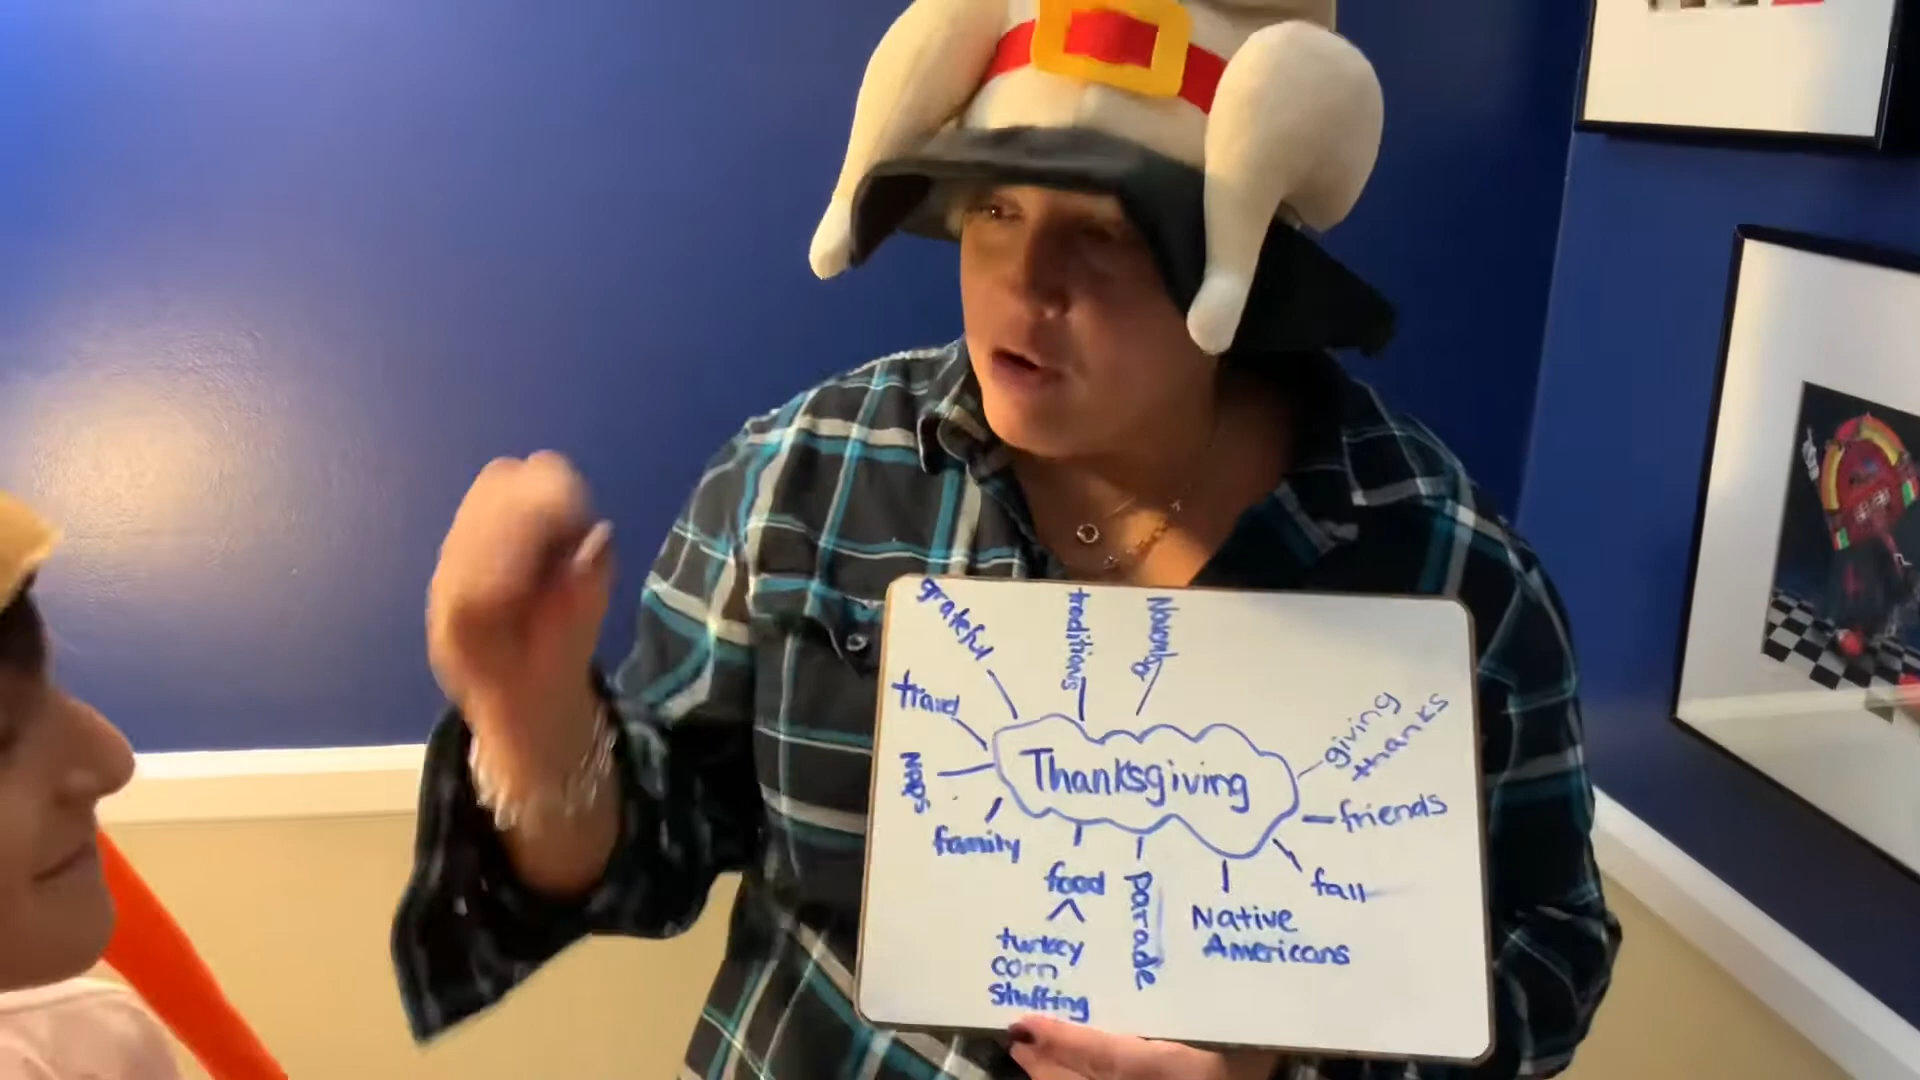 grateful
traditions
November
travel
giving
thanks
Thanksgiving
Naps
friends
family
food
fall
parade
Native
Americans
turkey
corn
stuffing